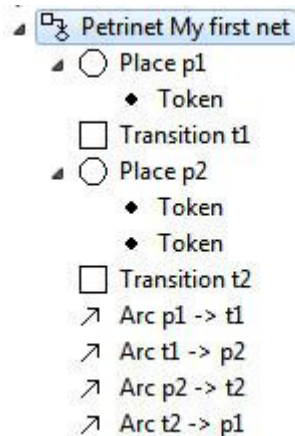 Petrinet My first net
Place p1
Token
Transition t1
Place p2
Token
Token
Transition t2
Arc p1 -> t1
Arc t1 -> p2
Arc p2 -> t2
Arc t2 -> p1